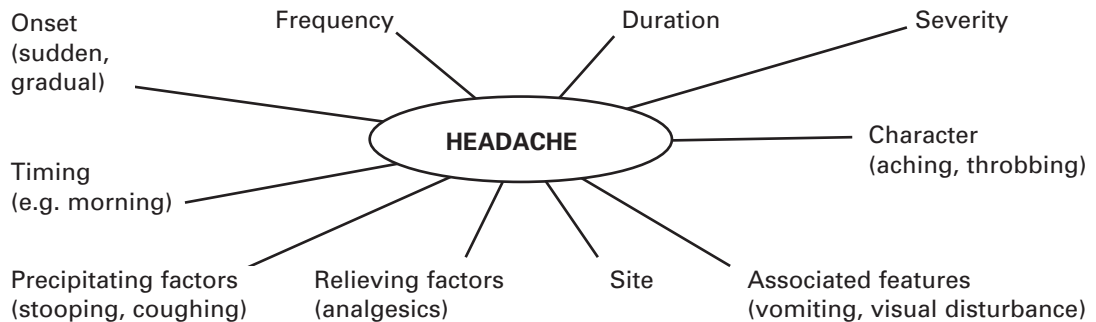 Onset
(sudden,
gradual)
Frequency
Duration
Severity
HEADACHE
Character
(aching, throbbing)
Timing
(e.g. morning)
Precipitating factors
(stooping, coughing)
Relieving factors
(analgesics)
Site
Associated features
(vomiting, visual disturbance)